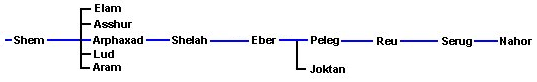 Elam
Asshur
Shem Arphaxad Shelah Eber Peleg Reu Serug Nahor
Lud
Aram Joktan